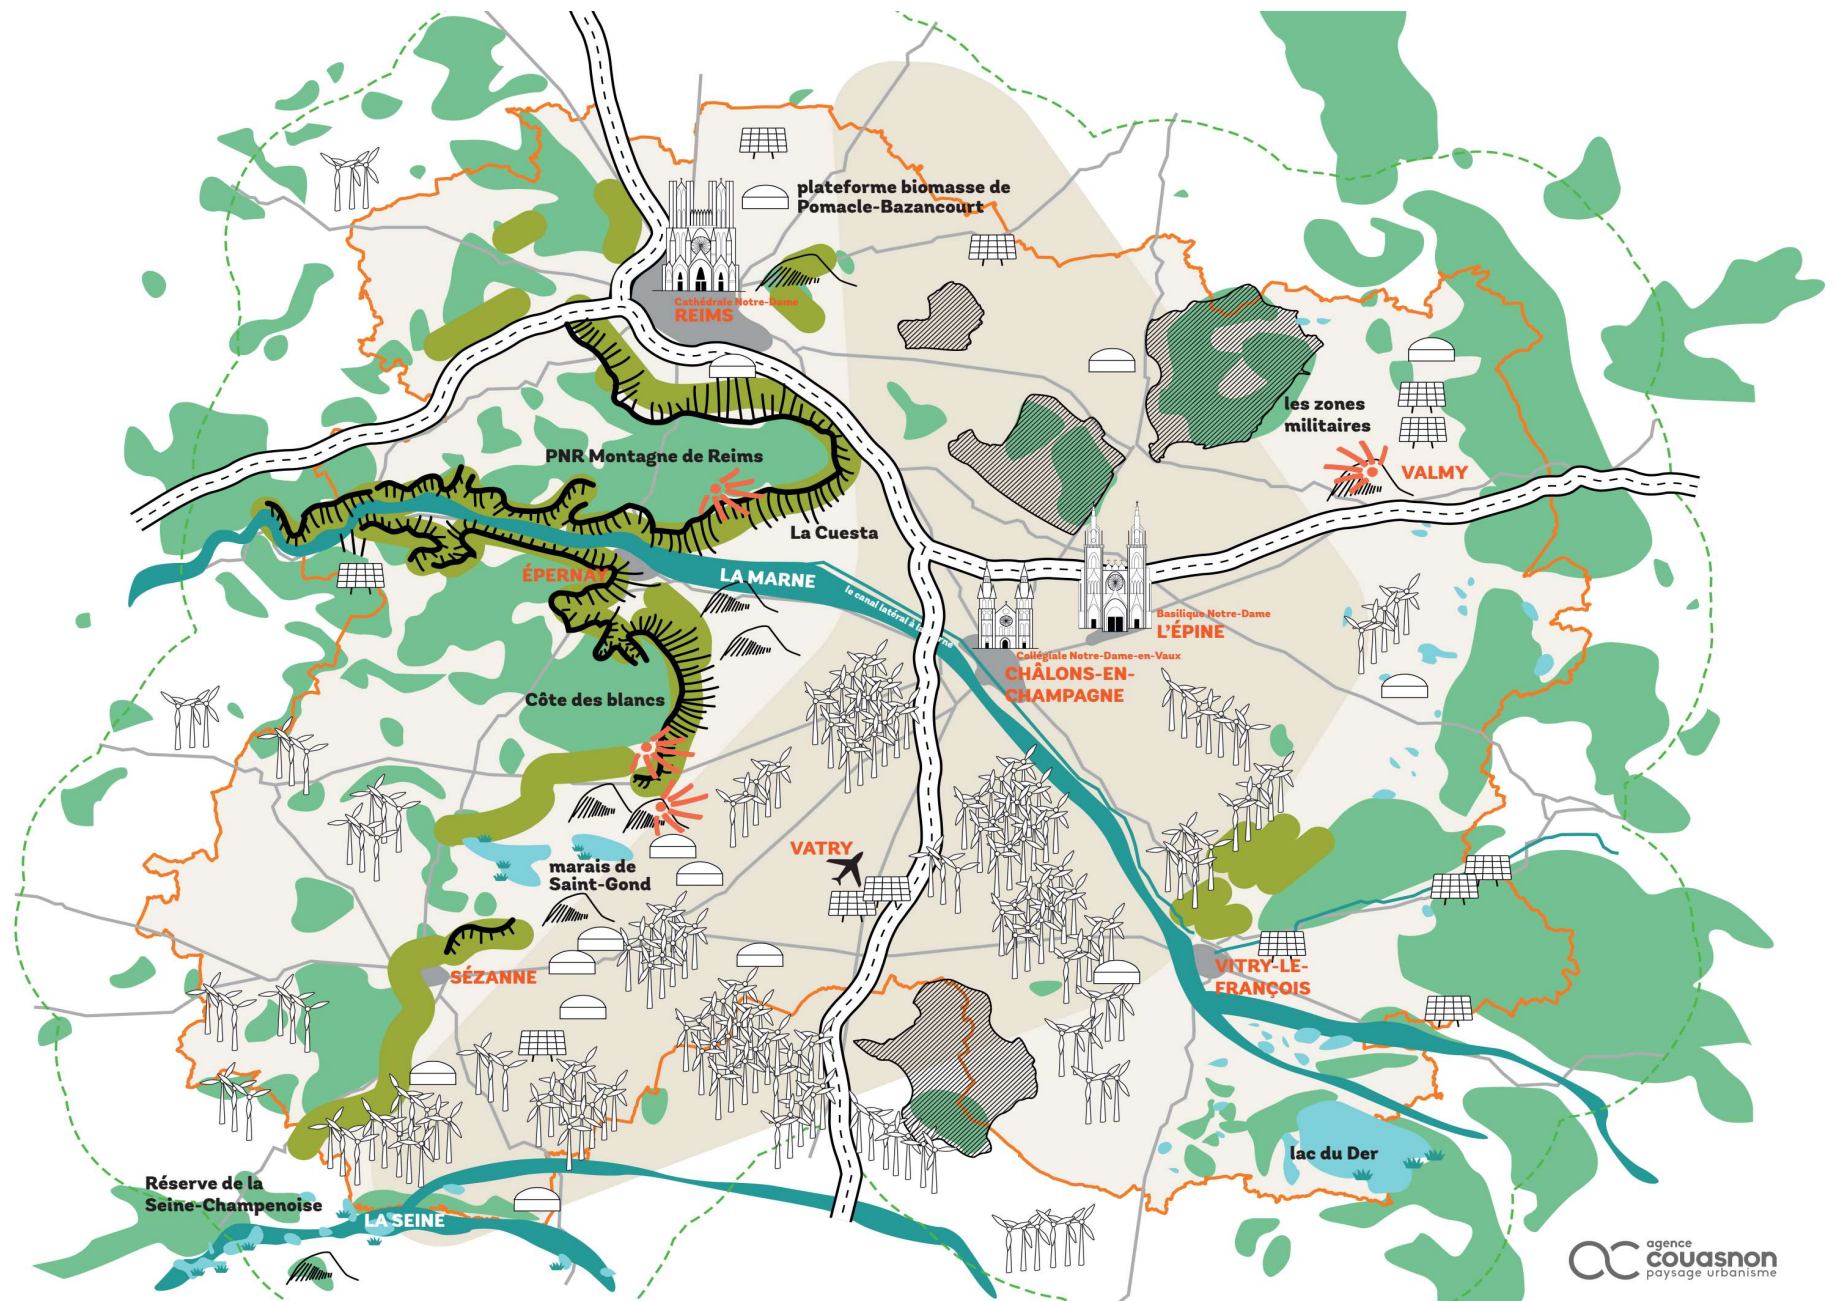 plateforme biomasse de
Pomacle-Bazancourt
Cathédrale Notre-Dame
REIMS
les zones
militaires
VALMY
PNR Montagne de Reims
La Cuesta
ÉPERNAY
LA MARNE
le canal latéral à la marne
Basilique Notre-Dame
L'ÉPINE
Collégiale Notre-Dame-en-Vaux
CHÂLONS-EN-
CHAMPAGNE
Côte des blancs
VATRY
marais de
Saint-Gond
SÉZANNE
VITRY-LE-
FRANÇOIS
lac du Der
Réserve de la
Seine-Champenoise
LA SEINE
agence
couasnon
paysage urbanisme